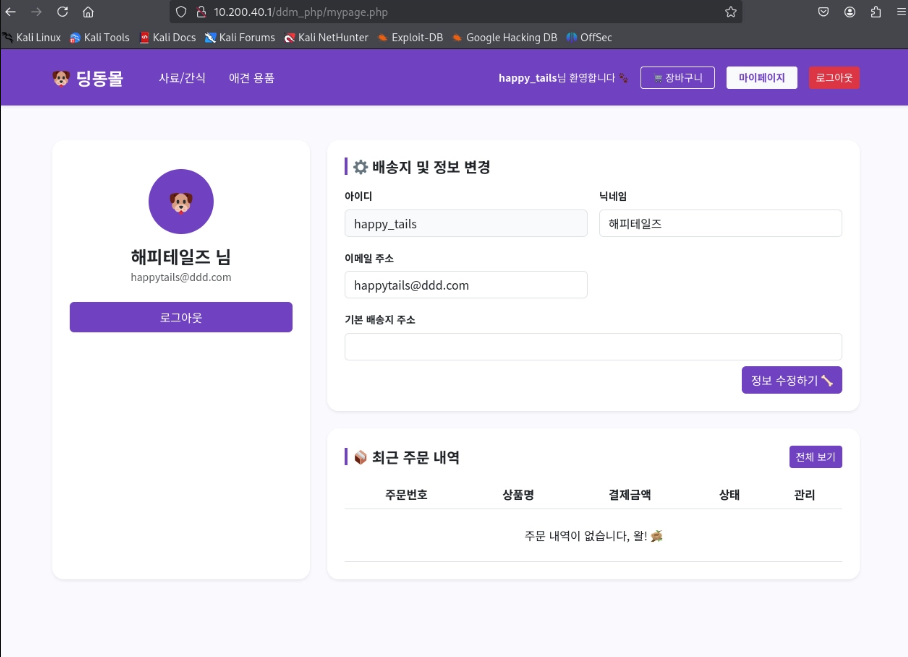 10.200.40.1/ddm_php/mypage.php
Kali Linux Kali Tools Kali Docs Kali Forums Kali NetHunter Exploit-DB Google Hacking DB OffSec
딩동몰 사료/간식 애견 용품 happy_tails님 환영합니다 장바구니 마이페이지 로그아웃
해피테일즈 님
happytails@ddd.com
로그아웃
배송지 및 정보 변경
아이디 닉네임
happy_tails 해피테일즈
이메일 주소
happytails@ddd.com
기본 배송지 주소
정보 수정하기
최근 주문 내역 전체 보기
주문번호 상품명 결제금액 상태 관리
주문 내역이 없습니다, 왈!